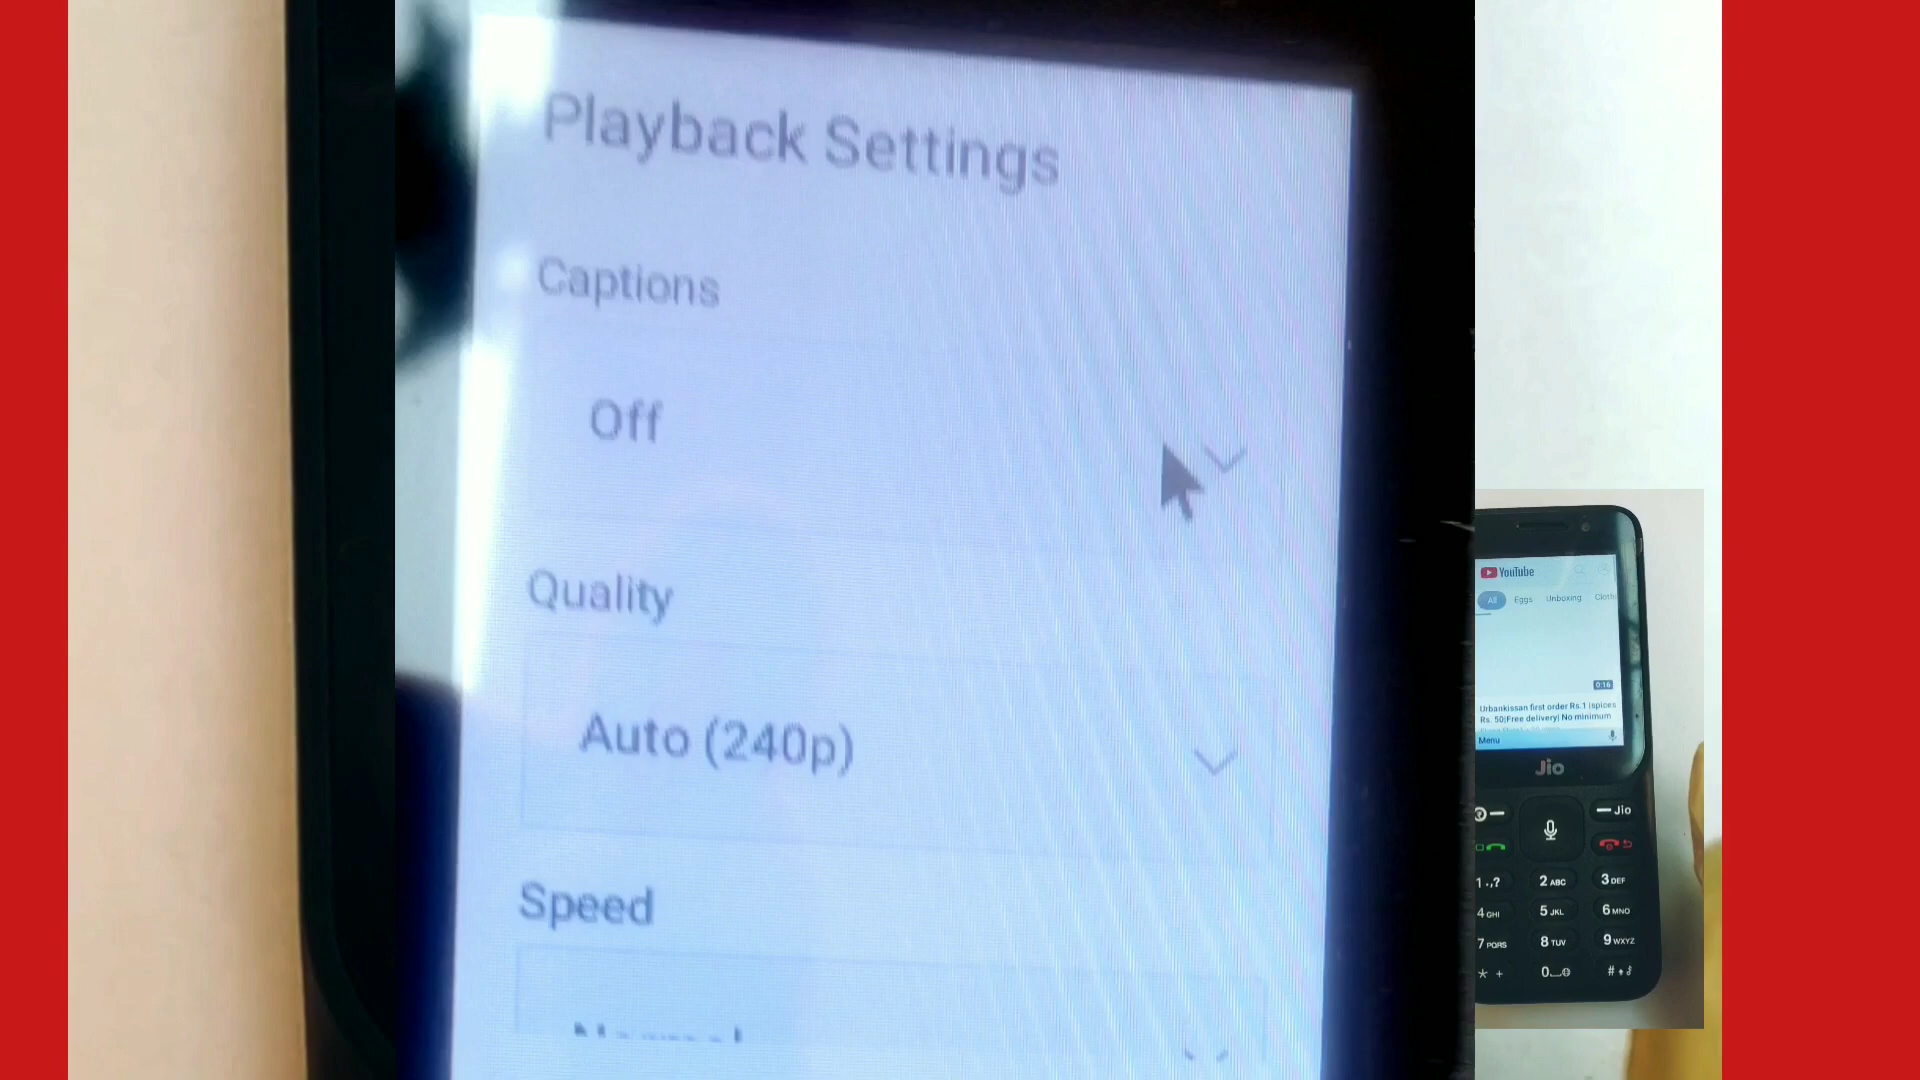 Playback Settings
Captions
Off
Quality
Auto (240p)
Speed
YouTube
All Eggs Unboxing
0:16
Urbankissan first order Rs.1 |spices
Rs. 50|Free delivery| No minimum
Menu
Jio
Jio
1 .,? 2 ABC 3 DEF
4 GHI 5 JKL 6 MNO
7 PQRS 8 TUV 9 WXYZ
* + 0 #